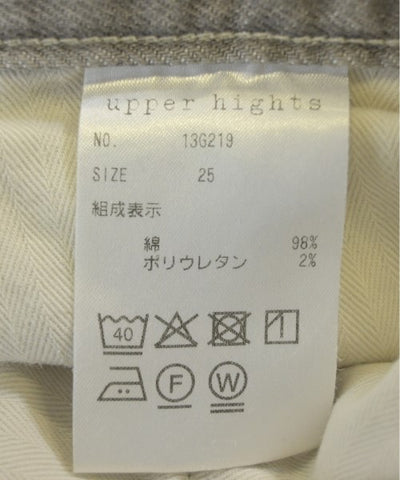 upper hights
NO. 13G219
SIZE 25
組成表示
綿 98%
ポリウレタン 2%
40
F W